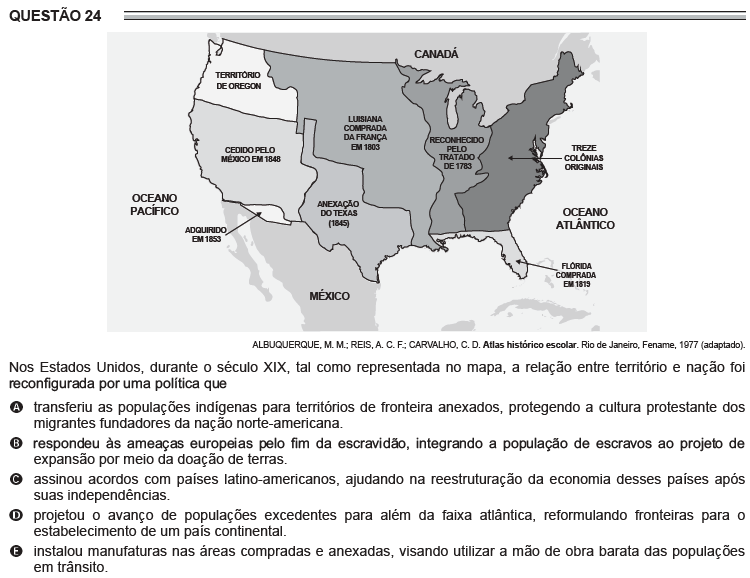 QUESTÃO 24
CANADÁ
TERRITÓRIO
DE OREGON
LUISIANA
COMPRADA
DA FRANÇA
EM 1803
RECONHECIDO
PELO
TRATADO
DE 1783
CEDIDO PELO
MÉXICO EM 1848
TREZE
COLÔNIAS
ORIGINAIS
OCEANO
PACÍFICO
ANEXAÇÃO
DO TEXAS
(1845)
OCEANO
ATLÂNTICO
ADQUIRIDO
EM 1853
FLÓRIDA
COMPRADA
EM 1819
MÉXICO
ALBUQUERQUE, M. M.; REIS, A. C. F.; CARVALHO, C. D. Atlas histórico escolar. Rio de Janeiro, Fename, 1977 (adaptado).
Nos Estados Unidos, durante o século XIX, tal como representada no mapa, a relação entre território e nação foi
reconfigurada por uma política que
A transferiu as populações indígenas para territórios de fronteira anexados, protegendo a cultura protestante dos
migrantes fundadores da nação norte-americana.
B respondeu às ameaças europeias pelo fim da escravidão, integrando a população de escravos ao projeto de
expansão por meio da doação de terras.
C assinou acordos com países latino-americanos, ajudando na reestruturação da economia desses países após
suas independências.
D projetou o avanço de populações excedentes para além da faixa atlântica, reformulando fronteiras para o
estabelecimento de um país continental.
E instalou manufaturas nas áreas compradas e anexadas, visando utilizar a mão de obra barata das populações
em trânsito.